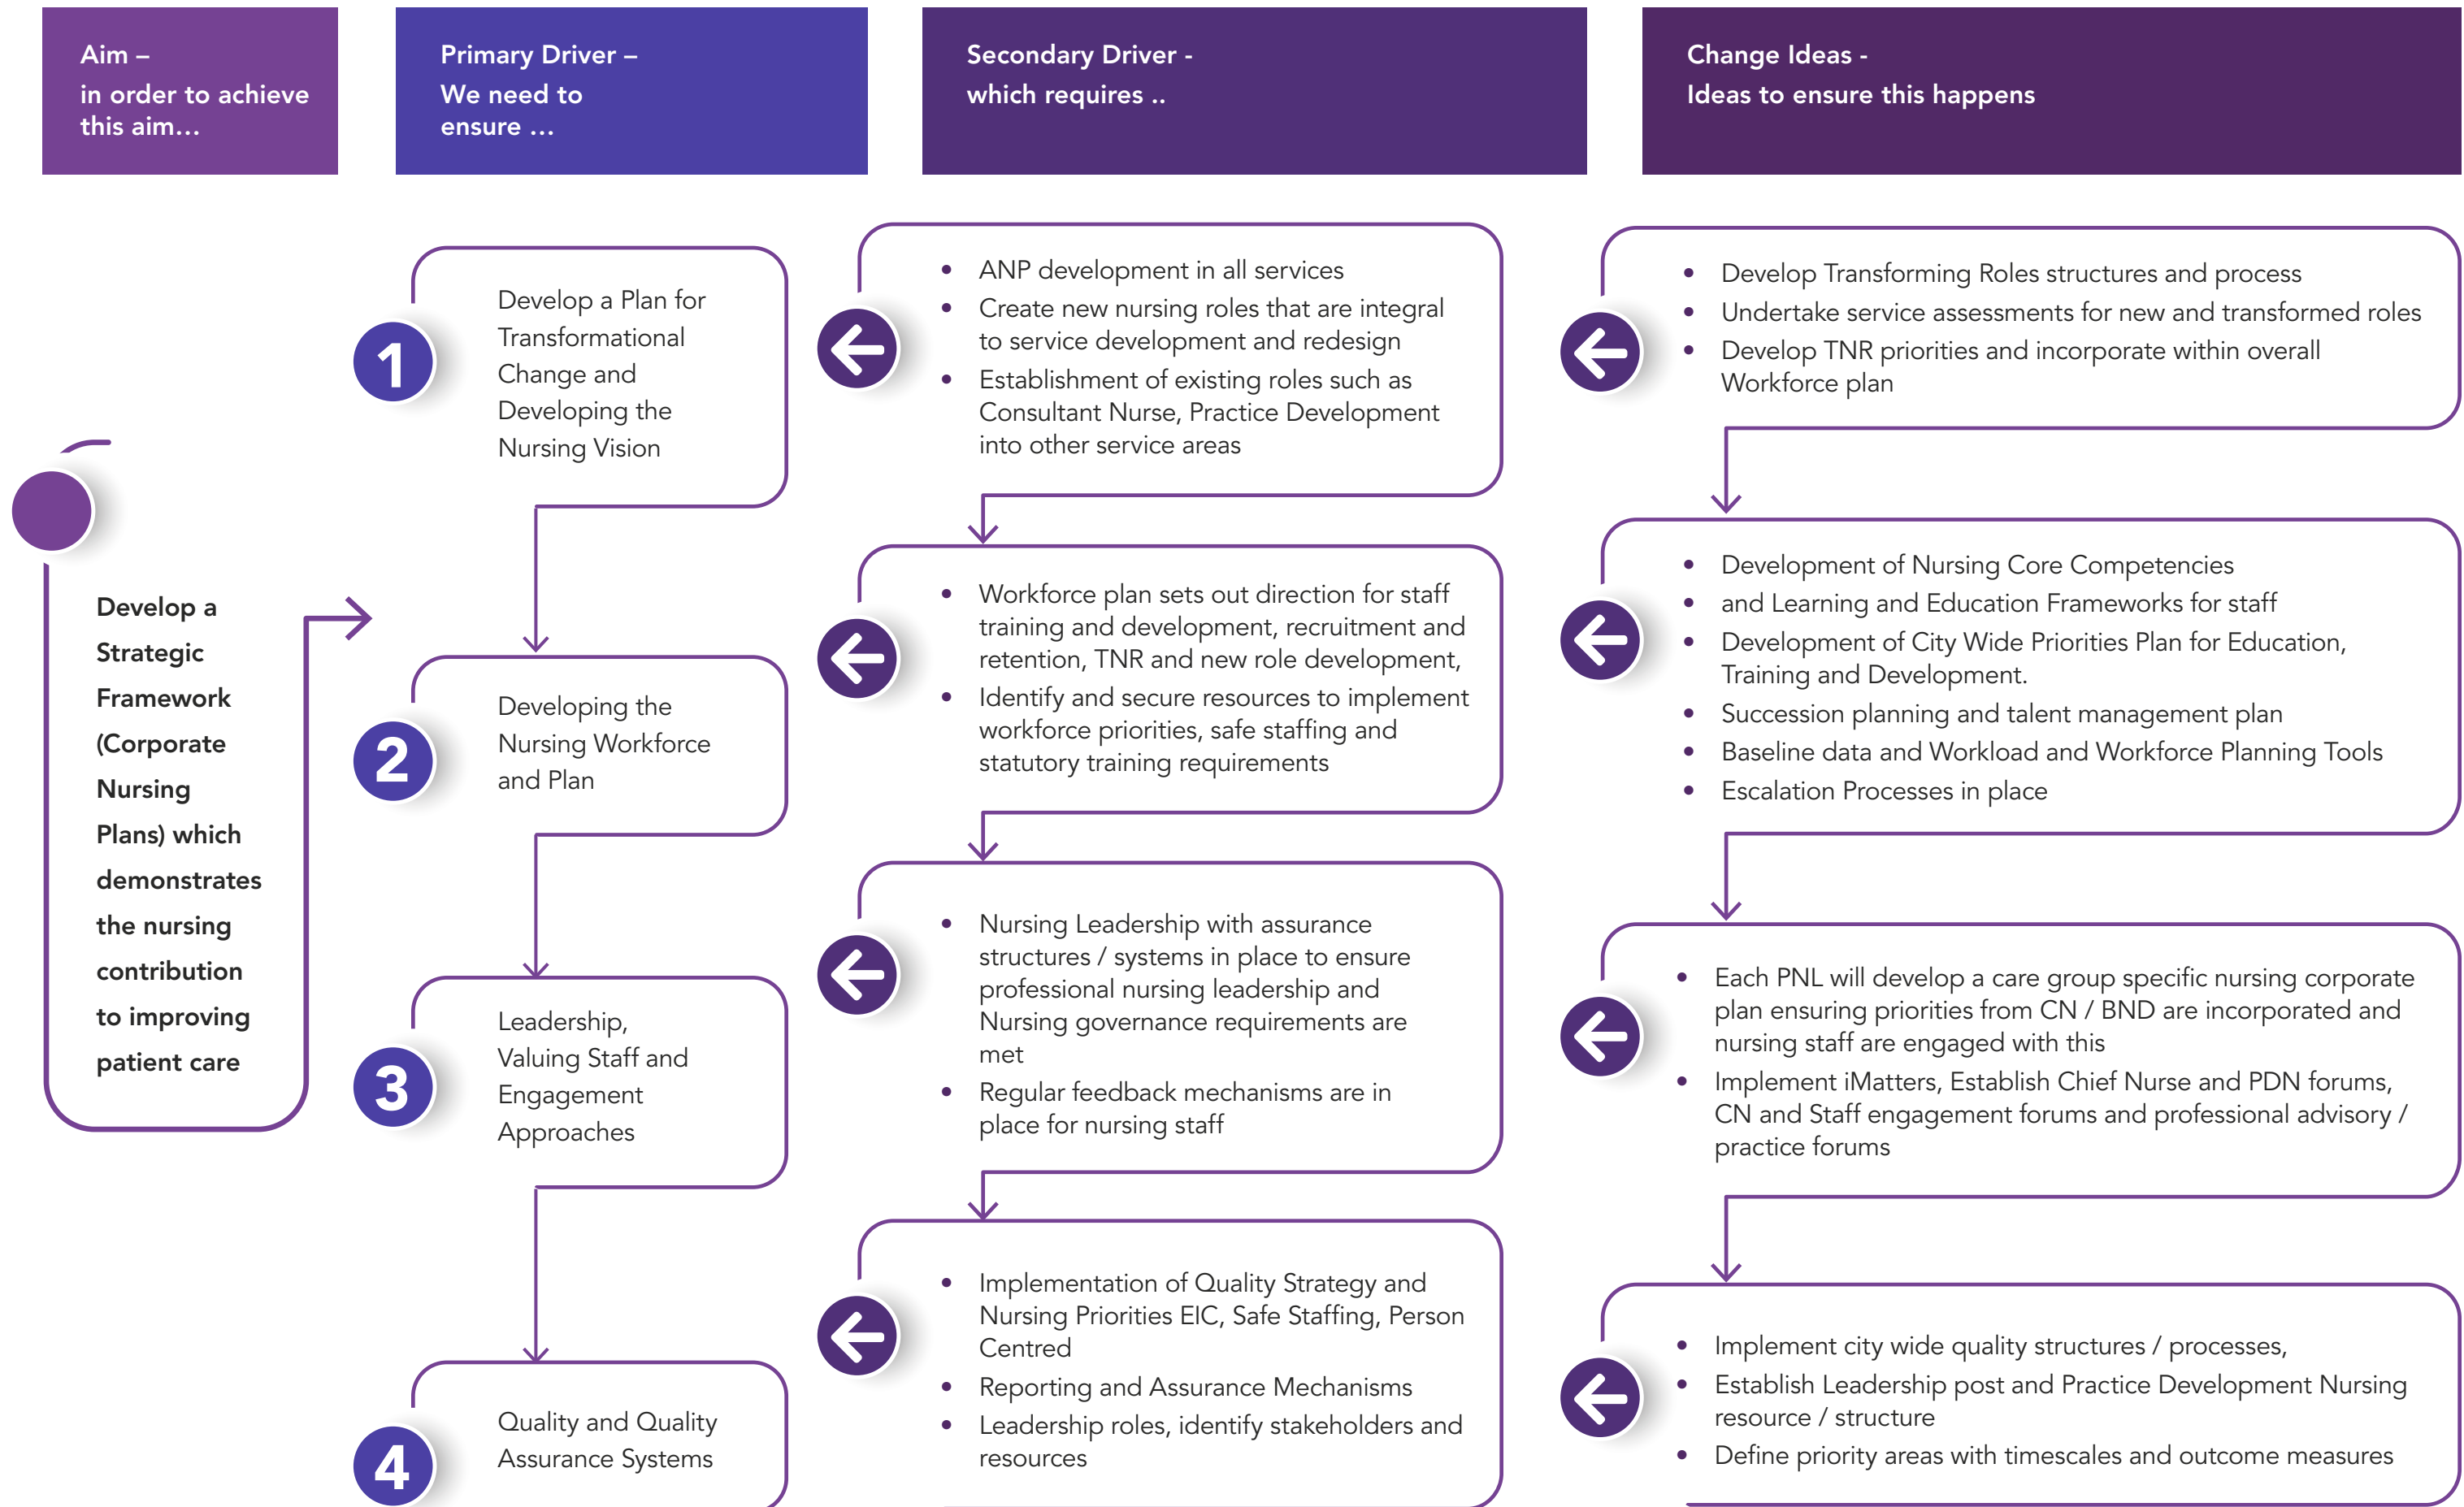 Aim –
in order to achieve
this aim…
Primary Driver –
We need to
ensure …
Secondary Driver -
which requires ..
Change Ideas -
Ideas to ensure this happens
Develop a
Strategic
Framework
(Corporate
Nursing
Plans) which
demonstrates
the nursing
contribution
to improving
patient care
1
Develop a Plan for
Transformational
Change and
Developing the
Nursing Vision
• ANP development in all services
• Create new nursing roles that are integral
to service development and redesign
• Establishment of existing roles such as
Consultant Nurse, Practice Development
into other service areas
• Develop Transforming Roles structures and process
• Undertake service assessments for new and transformed roles
• Develop TNR priorities and incorporate within overall
Workforce plan
2
Developing the
Nursing Workforce
and Plan
• Workforce plan sets out direction for staff
training and development, recruitment and
retention, TNR and new role development,
• Identify and secure resources to implement
workforce priorities, safe staffing and
statutory training requirements
• Development of Nursing Core Competencies
• and Learning and Education Frameworks for staff
• Development of City Wide Priorities Plan for Education,
Training and Development.
• Succession planning and talent management plan
• Baseline data and Workload and Workforce Planning Tools
• Escalation Processes in place
3
Leadership,
Valuing Staff and
Engagement
Approaches
• Nursing Leadership with assurance
structures / systems in place to ensure
professional nursing leadership and
Nursing governance requirements are
met
• Regular feedback mechanisms are in
place for nursing staff
• Each PNL will develop a care group specific nursing corporate
plan ensuring priorities from CN / BND are incorporated and
nursing staff are engaged with this
• Implement iMatters, Establish Chief Nurse and PDN forums,
CN and Staff engagement forums and professional advisory /
practice forums
4
Quality and Quality
Assurance Systems
• Implementation of Quality Strategy and
Nursing Priorities EIC, Safe Staffing, Person
Centred
• Reporting and Assurance Mechanisms
• Leadership roles, identify stakeholders and
resources
• Implement city wide quality structures / processes,
• Establish Leadership post and Practice Development Nursing
resource / structure
• Define priority areas with timescales and outcome measures